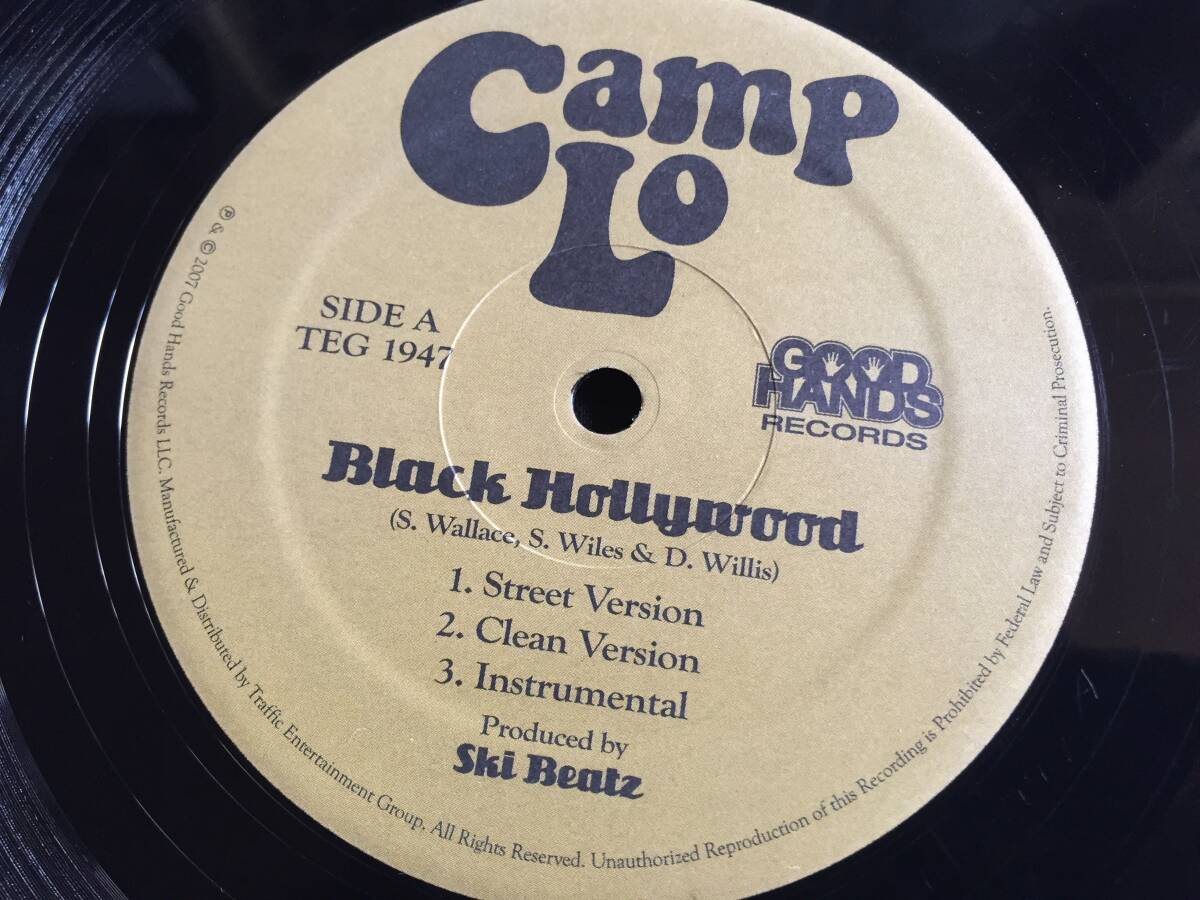 Camp
Lo
SIDE A
TEG 1947
GOOD
HANDS
RECORDS
Black Hollywood
(S. Wallace, S. Wiles & D. Willis)
1. Street Version
2. Clean Version
3. Instrumental
Produced by
Ski Beatz
℗ & © 2007 Good Hands Records LLC. Manufactured & Distributed by Traffic Entertainment Group. All Rights Reserved. Unauthorized Reproduction of this Recording is Prohibited by Federal Law and Subject to Criminal Prosecution.